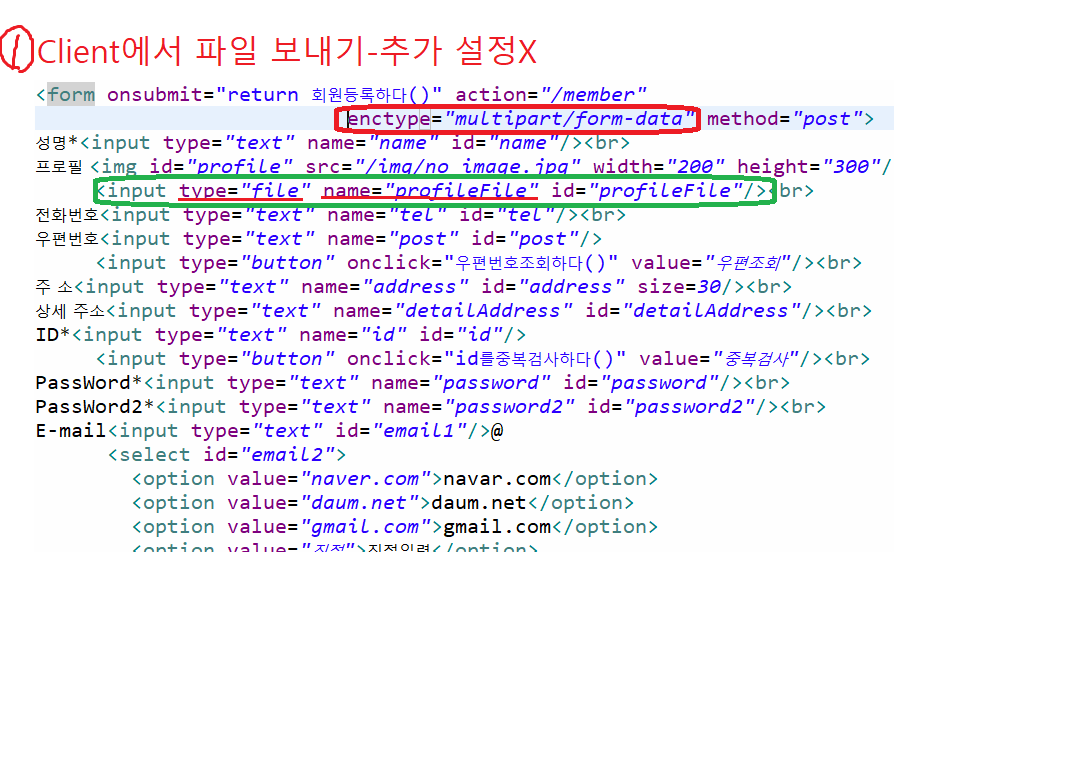 ①Client에서 파일 보내기-추가 설정X
<form onsubmit="return 회원등록하다()" action="/member"
enctype="multipart/form-data" method="post">
성명*<input type="text" name="name" id="name"/><br>
프로필 <img id="profile" src="/img/no_image.jpg" width="200" height="300"/
<input type="file" name="profileFile" id="profileFile"/><br>
전화번호<input type="text" name="tel" id="tel"/><br>
우편번호<input type="text" name="post" id="post"/>
<input type="button" onclick="우편번호조회하다()" value="우편조회"/><br>
주 소<input type="text" name="address" id="address" size=30/><br>
상세 주소<input type="text" name="detailAddress" id="detailAddress"/><br>
ID*<input type="text" name="id" id="id"/>
<input type="button" onclick="id를중복검사하다()" value="중복검사"/><br>
PassWord*<input type="text" name="password" id="password"/><br>
PassWord2*<input type="text" name="password2" id="password2"/><br>
E-mail<input type="text" id="email1"/>@
<select id="email2">
<option value="naver.com">navar.com</option>
<option value="daum.net">daum.net</option>
<option value="gmail.com">gmail.com</option>
<option value="직접">직접입력</option>